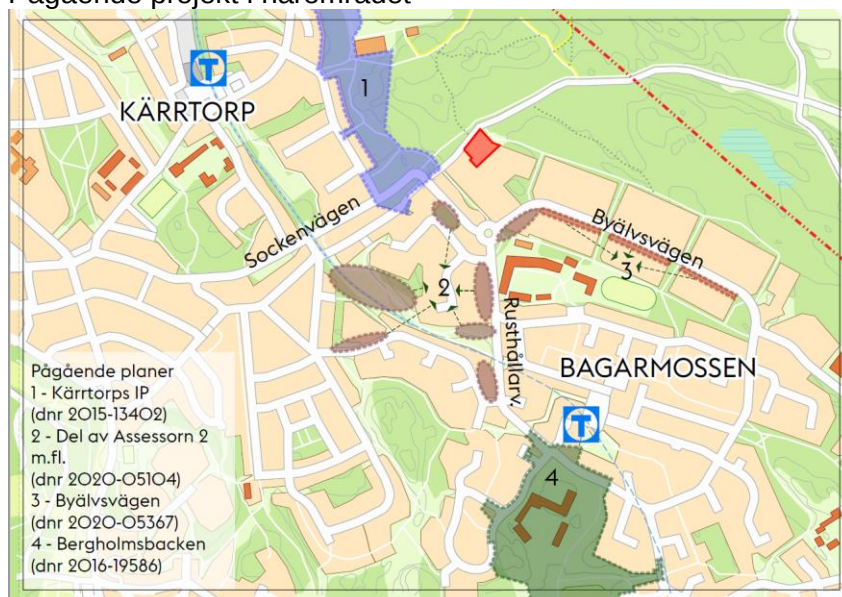 Pågående projekt i närområdet
T
KÄRRTORP
1
Sockenvägen
Byälvsvägen
2
3
Rusthållarv.
BAGARMOSSEN
T
4
Pågående planer
1 - Kärrtorps IP
(dnr 2015-13402)
2 - Del av Assessorn 2
m.fl.
(dnr 2020-05104)
3 - Byälvsvägen
(dnr 2020-05367)
4 - Bergholmsbacken
(dnr 2016-19586)